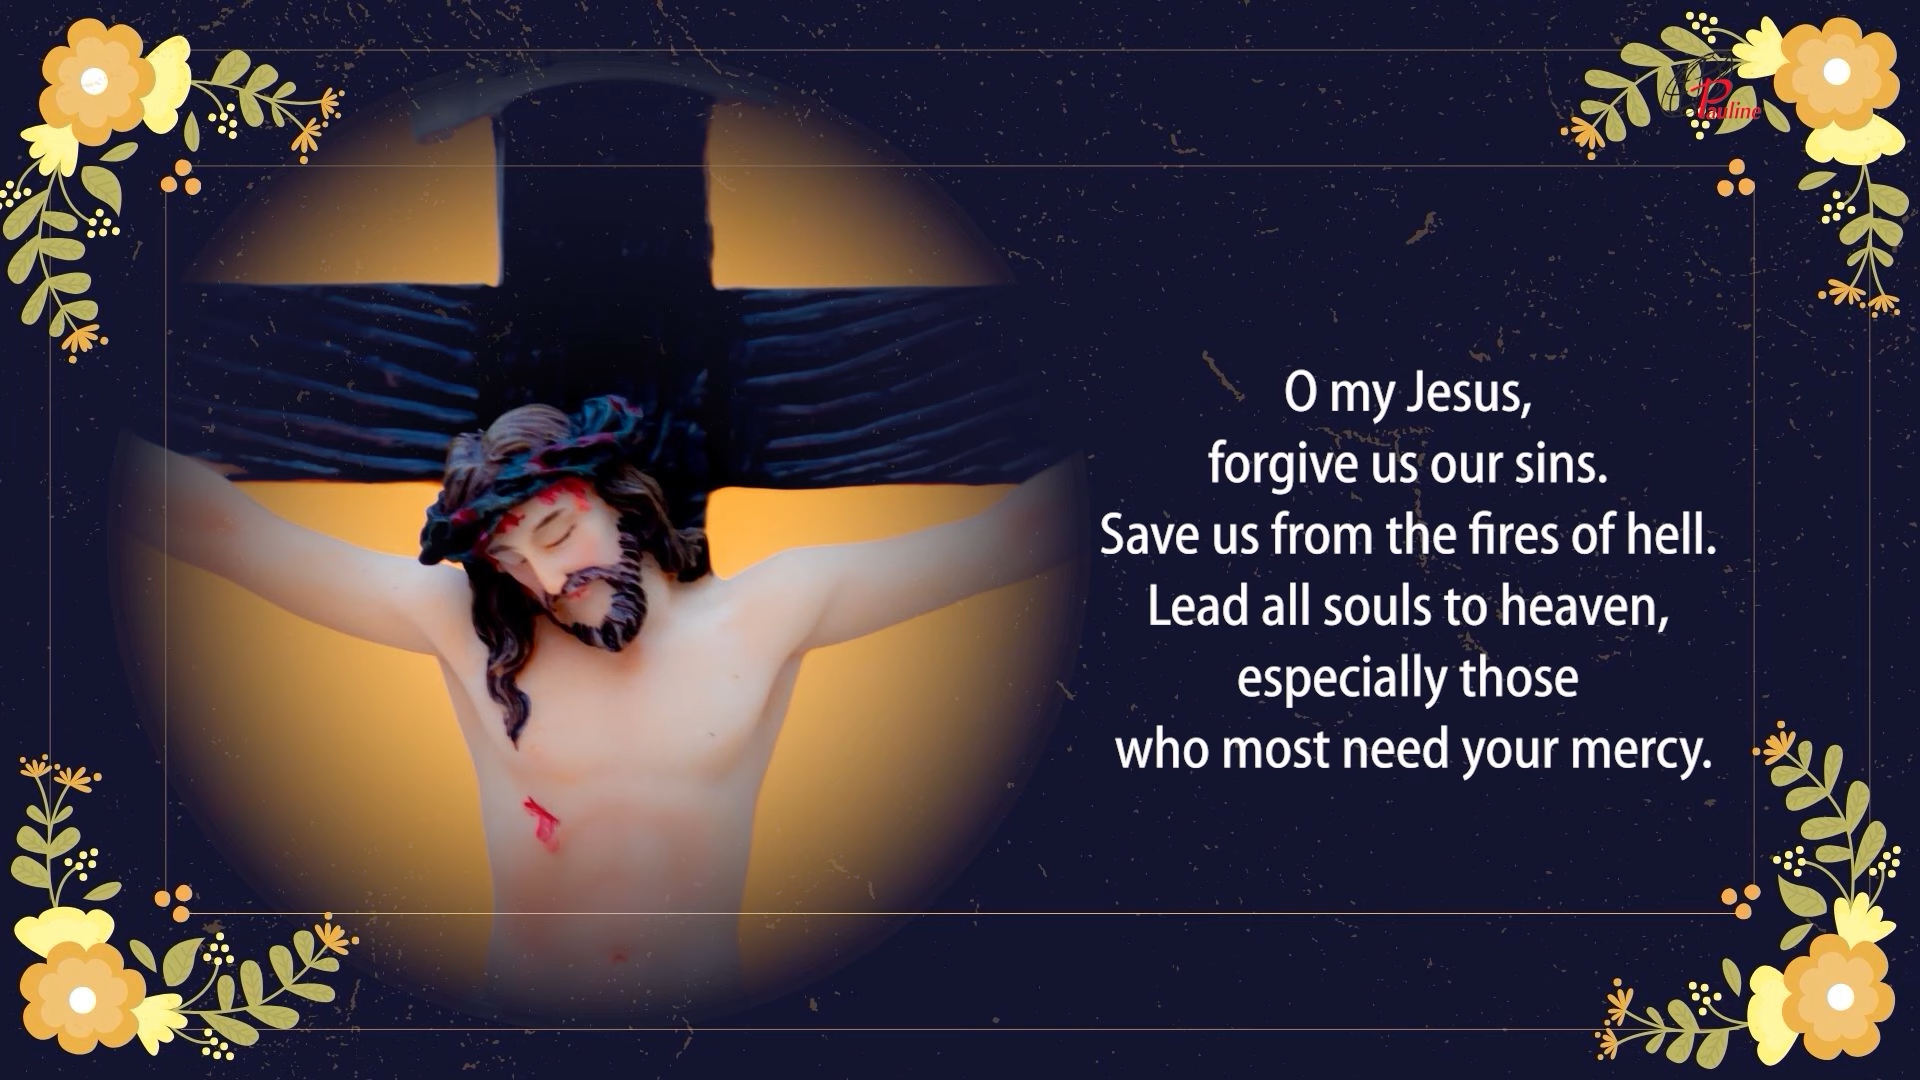 Pauline
O my Jesus,
forgive us our sins.
Save us from the fires of hell.
Lead all souls to heaven,
especially those
who most need your mercy.